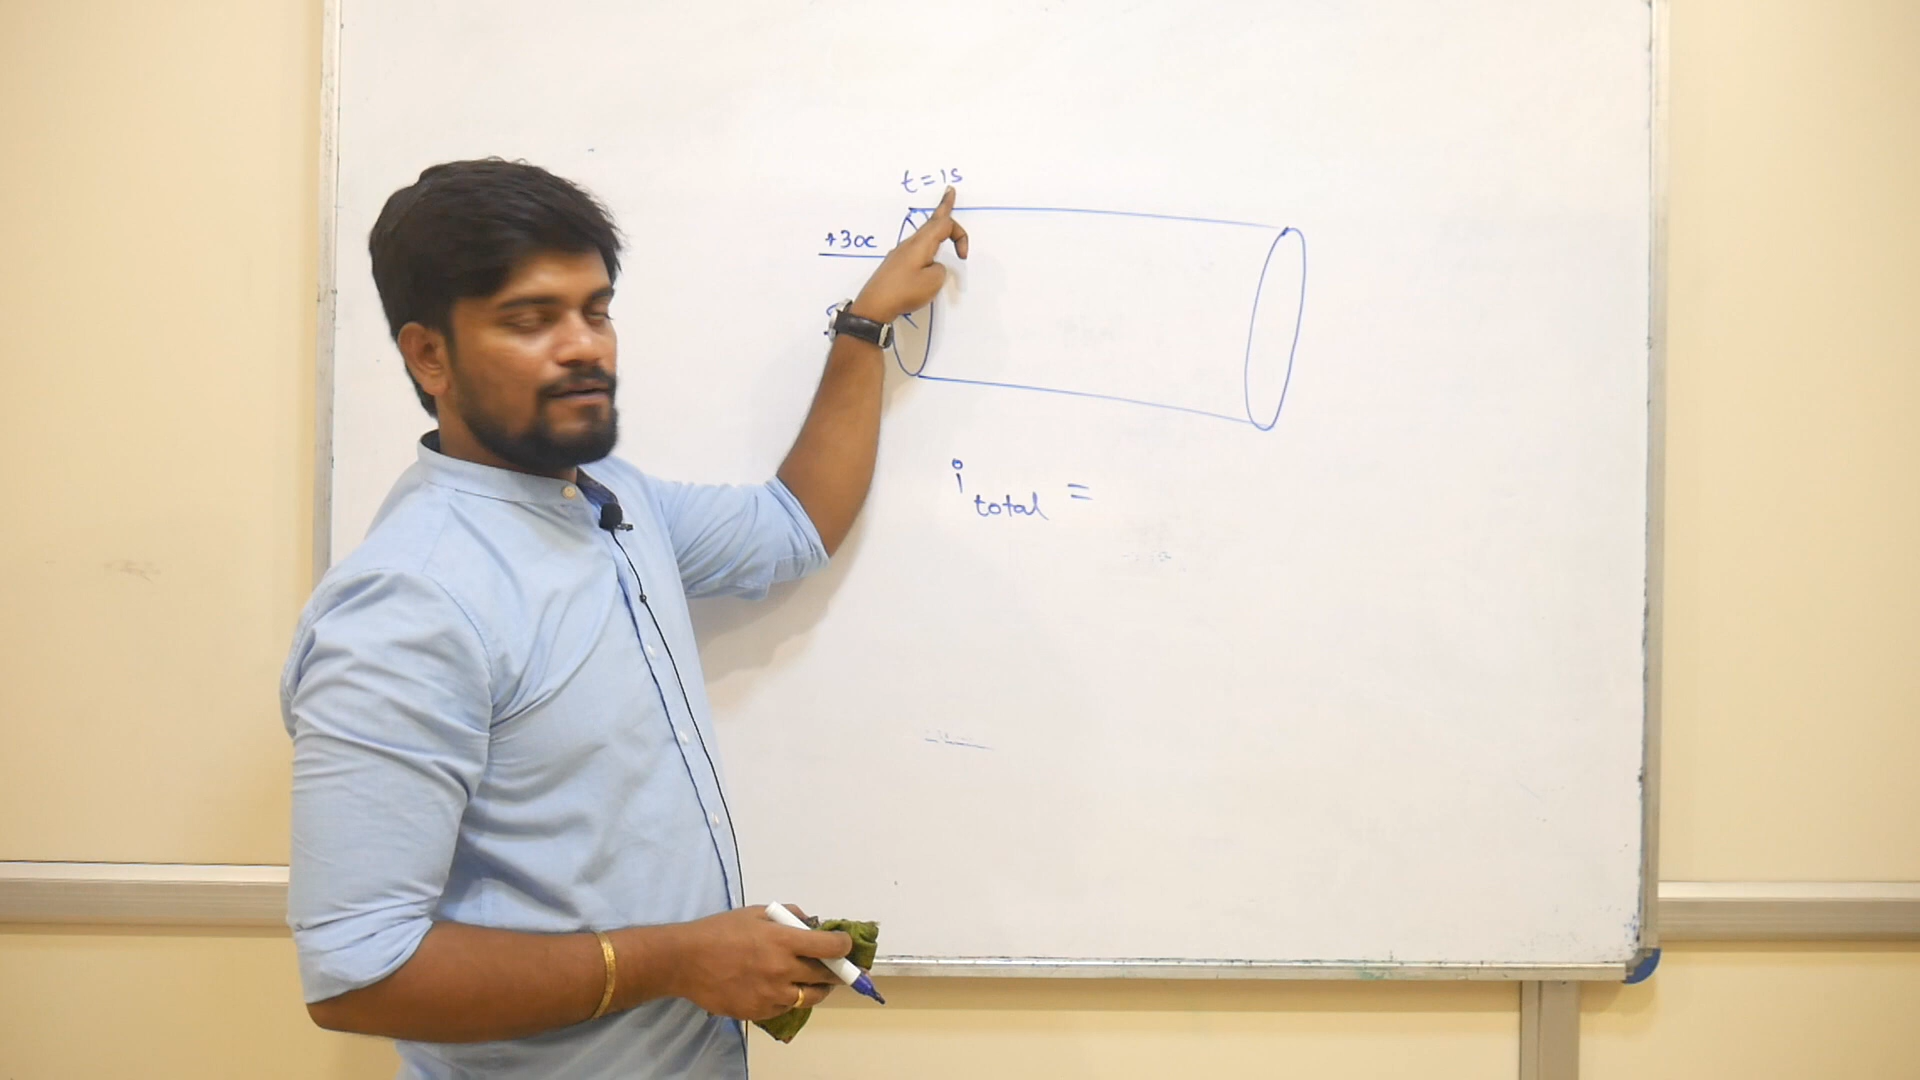 t=1s
+3oc
i total =